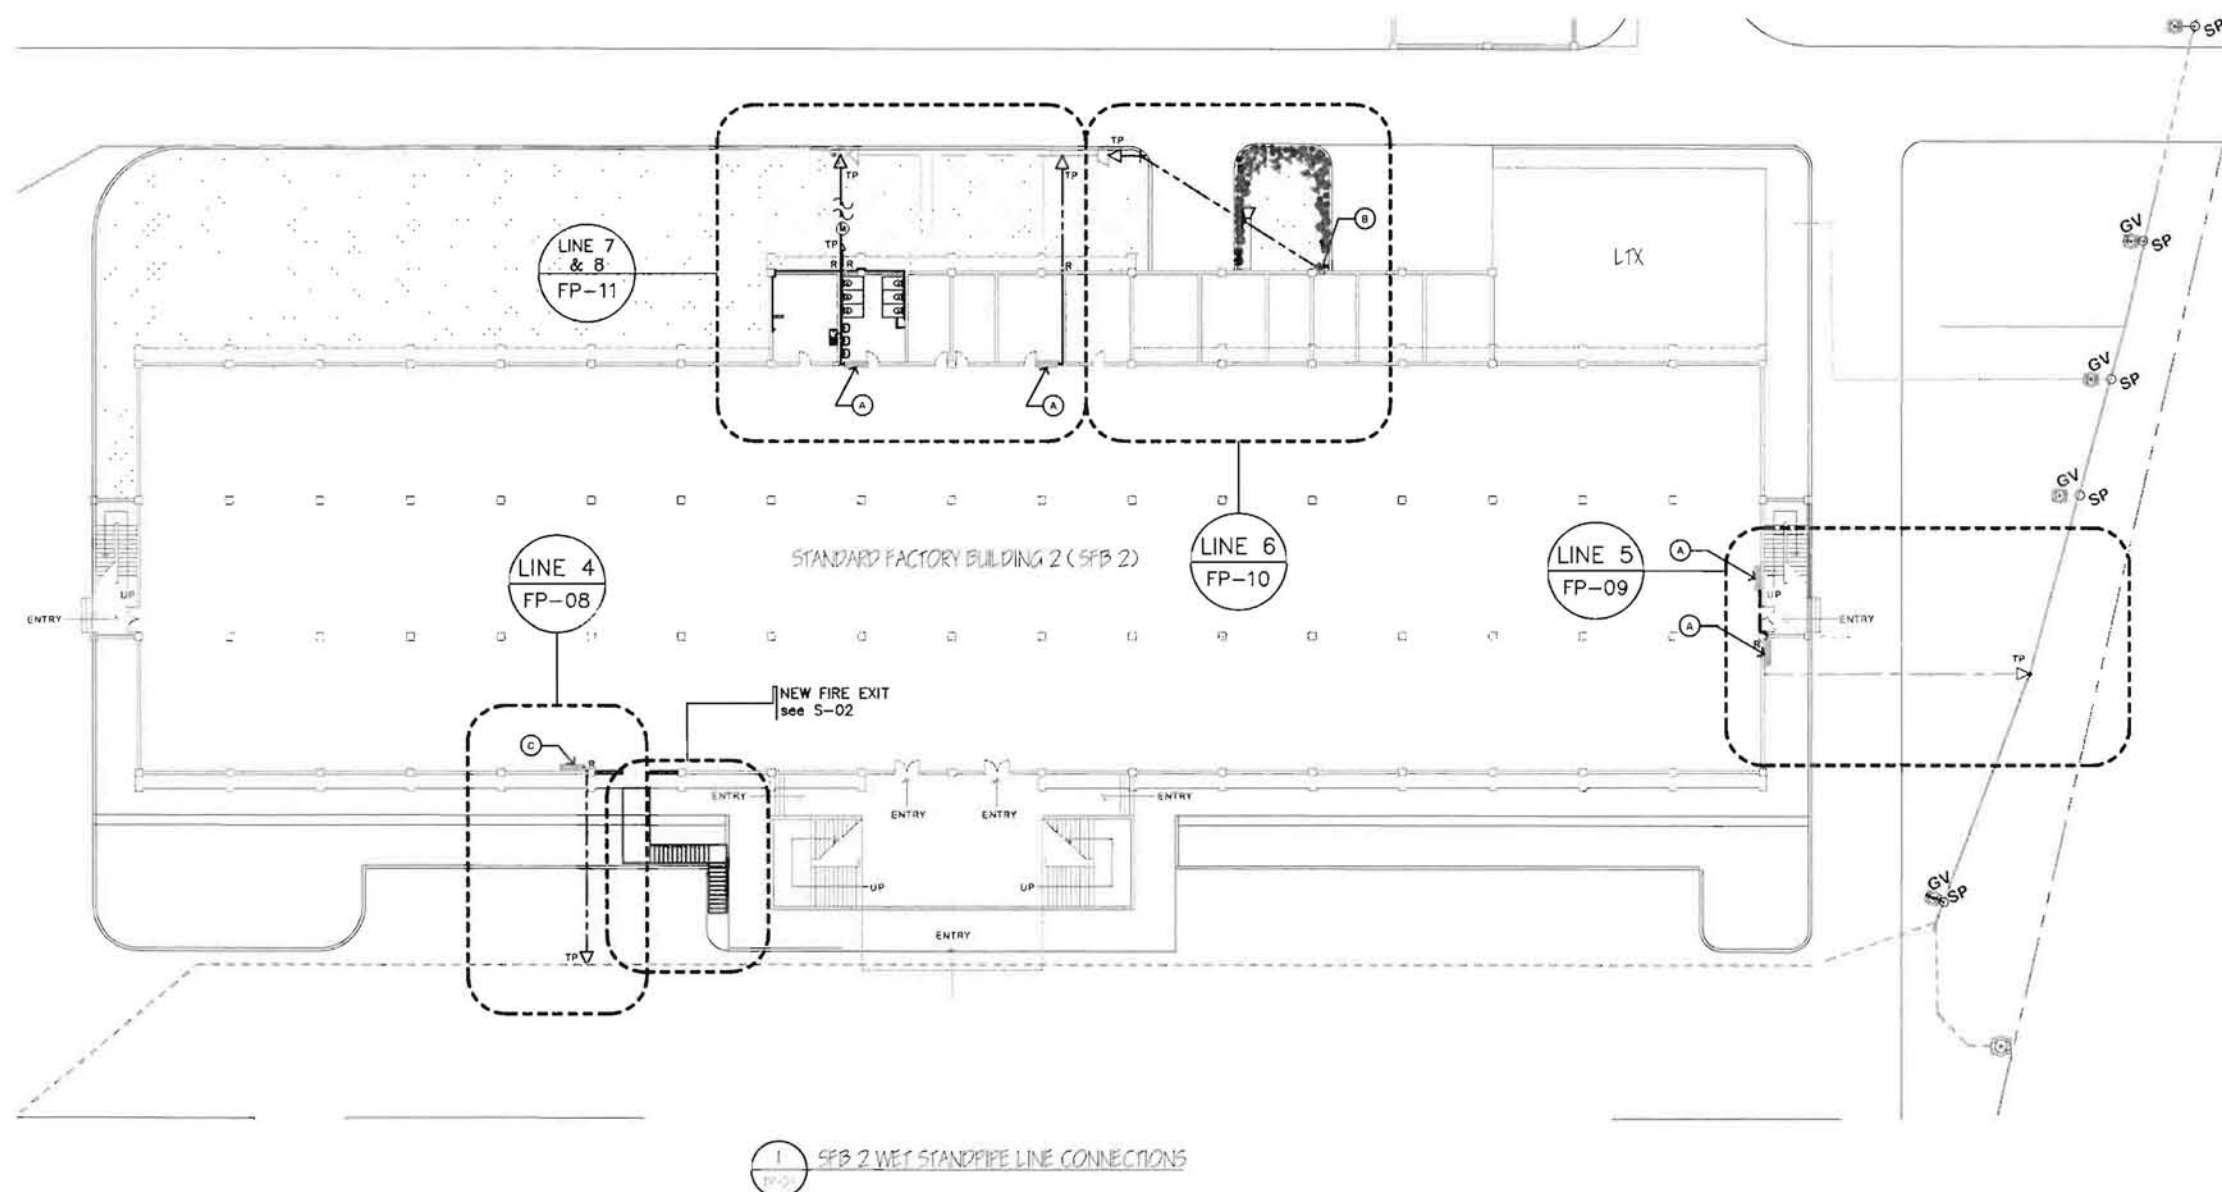 SP
TP
TP
TP
LINE 7
& 8
FP-11
M
TP
R R
R
B
LTX
GV
SP
GV
SP
A
A
GV
SP
STANDARD FACTORY BUILDING 2 (SFB 2)
LINE 4
FP-08
LINE 6
FP-10
LINE 5
FP-09
A
A
UP
UP
ENTRY
ENTRY
R
TP
NEW FIRE EXIT
see S-02
C
R
ENTRY
ENTRY
ENTRY
ENTRY
UP
UP
ENTRY
TP
GV
SP
1
SFB 2 WET STANDPIPE LINE CONNECTIONS